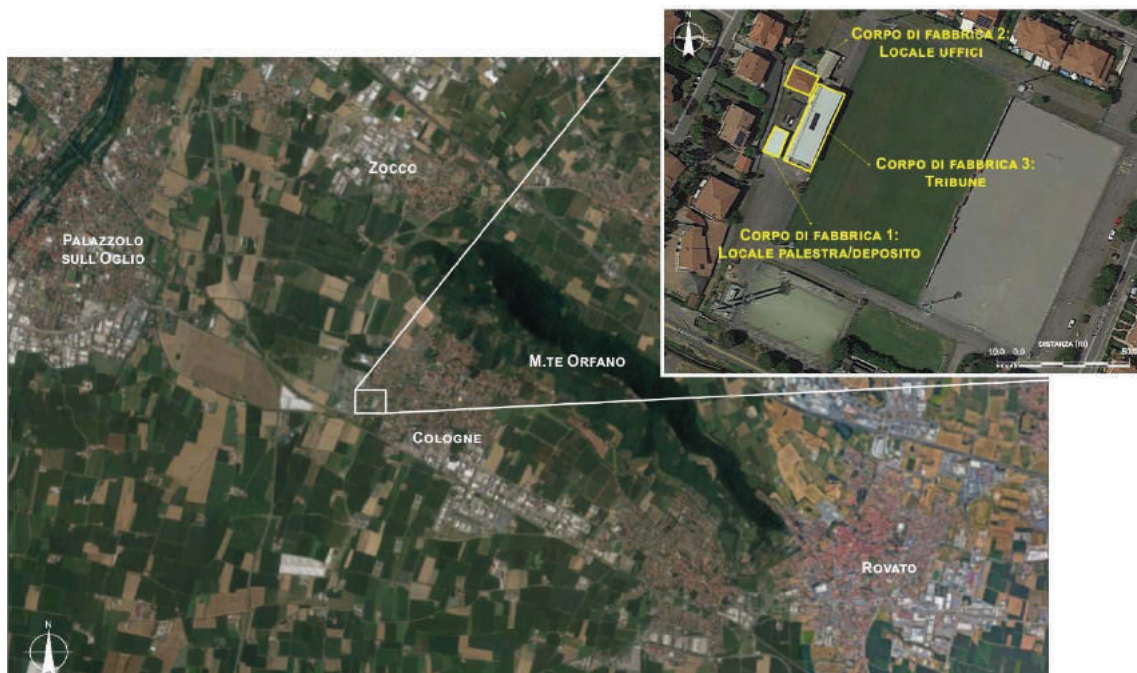 N
CORPO DI FABBRICA 2:
LOCALE UFFICI
CORPO DI FABBRICA 3:
TRIBUNE
CORPO DI FABBRICA 1:
LOCALE PALESTRA/DEPOSITO
DISTANZA (m)
ZOCCO
PALAZZOLO
SULL'OGLIO
M.TE ORFANO
COLOGNE
ROVATO
N